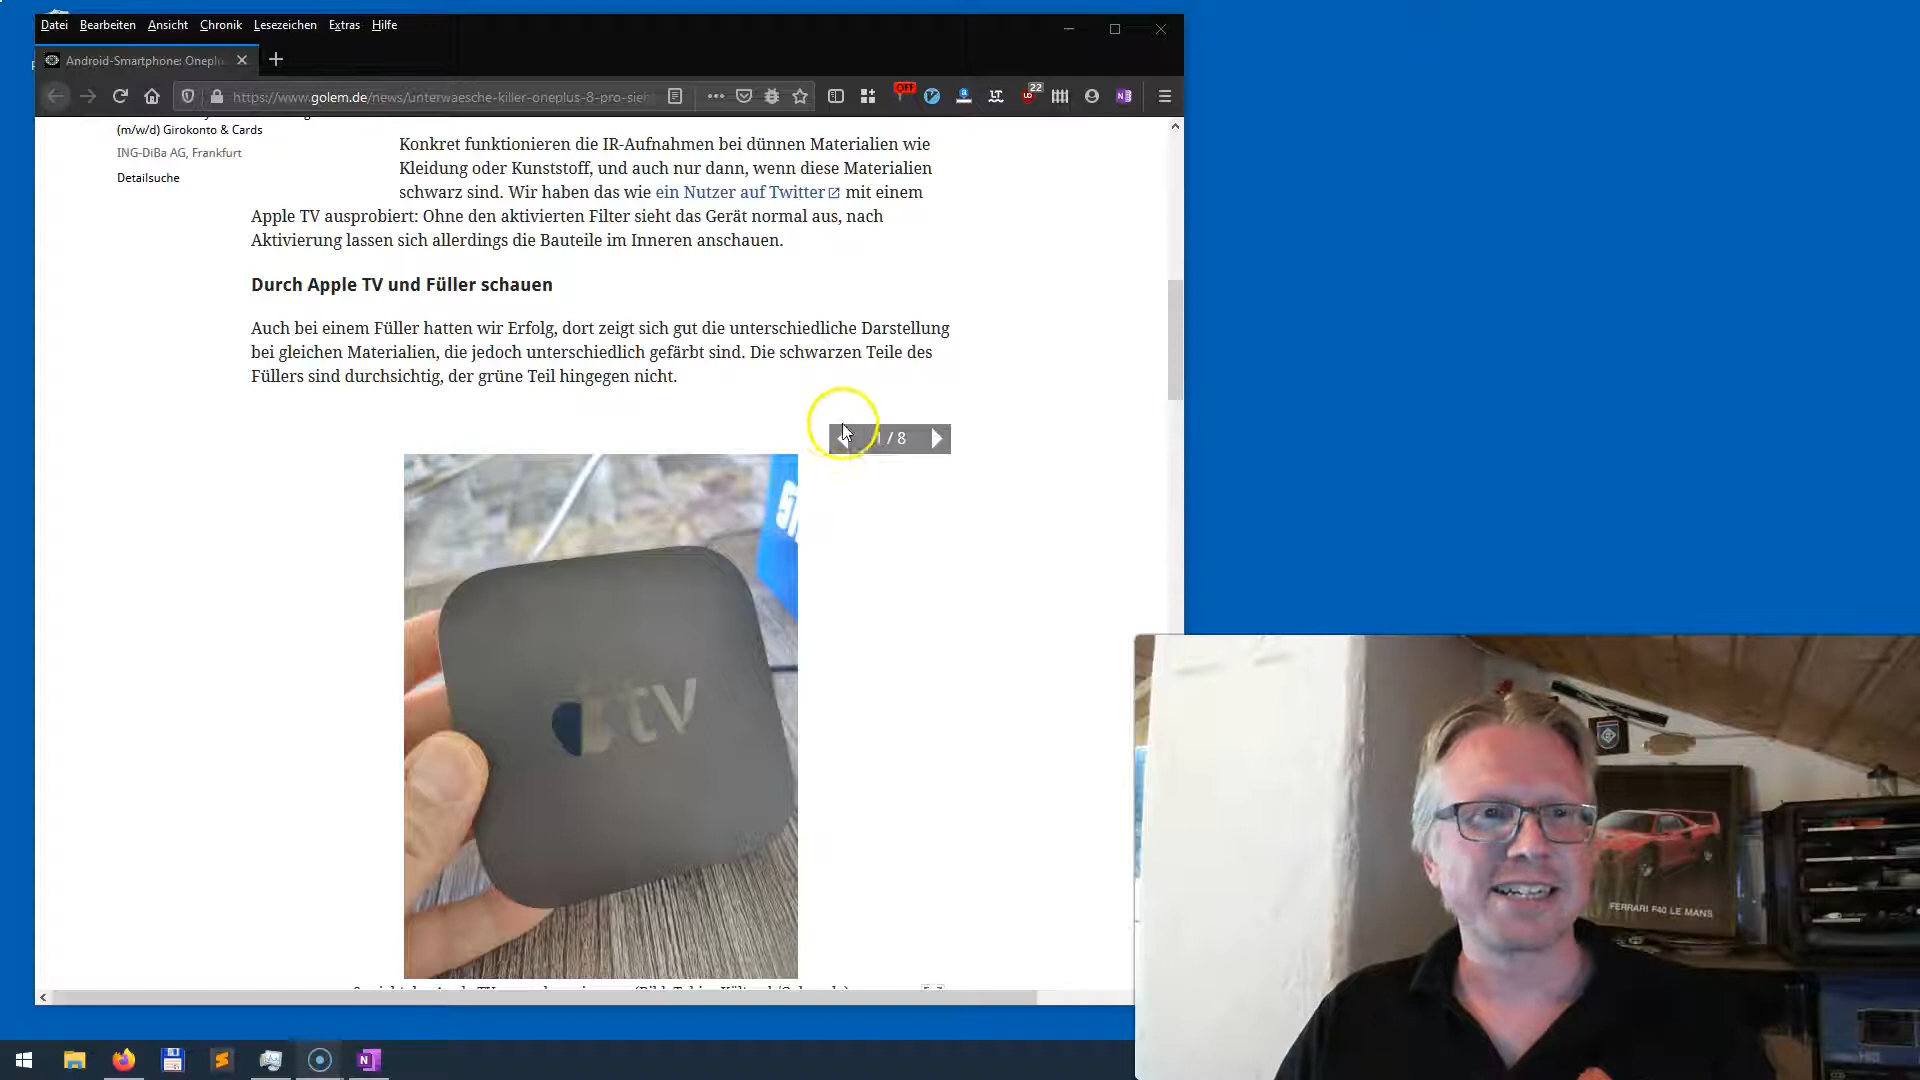 Datei Bearbeiten Ansicht Chronik Lesezeichen Extras Hilfe
Android-Smartphone: Oneplu
https://www.golem.de/news/unterwaesche-killer-oneplus-8-pro-sieh
OFF
22
(m/w/d) Girokonto & Cards
ING-DiBa AG, Frankfurt
Detailsuche
Konkret funktionieren die IR-Aufnahmen bei dünnen Materialien wie
Kleidung oder Kunststoff, und auch nur dann, wenn diese Materialien
schwarz sind. Wir haben das wie ein Nutzer auf Twitter mit einem
Apple TV ausprobiert: Ohne den aktivierten Filter sieht das Gerät normal aus, nach
Aktivierung lassen sich allerdings die Bauteile im Inneren anschauen.
Durch Apple TV und Füller schauen
Auch bei einem Füller hatten wir Erfolg, dort zeigt sich gut die unterschiedliche Darstellung
bei gleichen Materialien, die jedoch unterschiedlich gefärbt sind. Die schwarzen Teile des
Füllers sind durchsichtig, der grüne Teil hingegen nicht.
1 / 8
tv
FERRARI F40 LE MANS